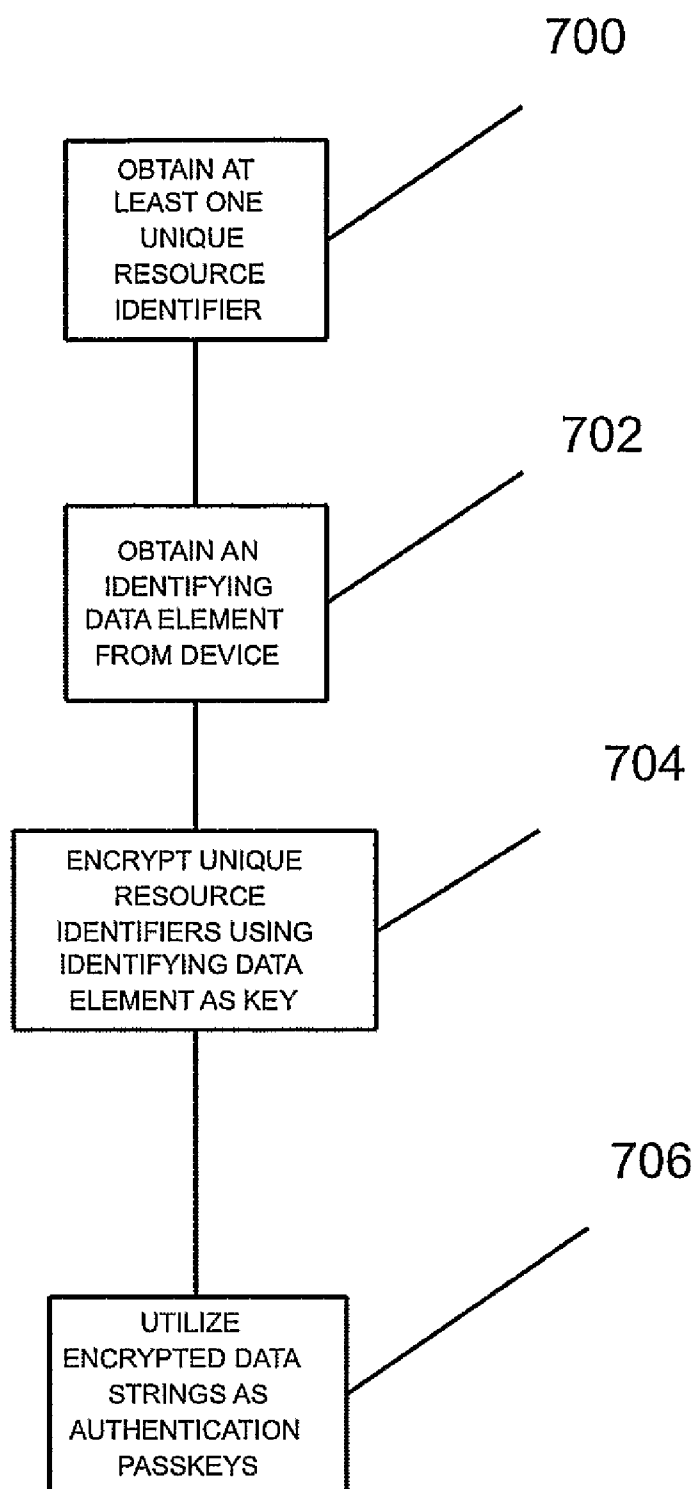 700
OBTAIN AT
LEAST ONE
UNIQUE
RESOURCE
IDENTIFIER
702
OBTAIN AN
IDENTIFYING
DATA ELEMENT
FROM DEVICE
704
ENCRYPT UNIQUE
RESOURCE
IDENTIFIERS USING
IDENTIFYING DATA
ELEMENT AS KEY
706
UTILIZE
ENCRYPTED DATA
STRINGS AS
AUTHENTICATION
PASSKEYS